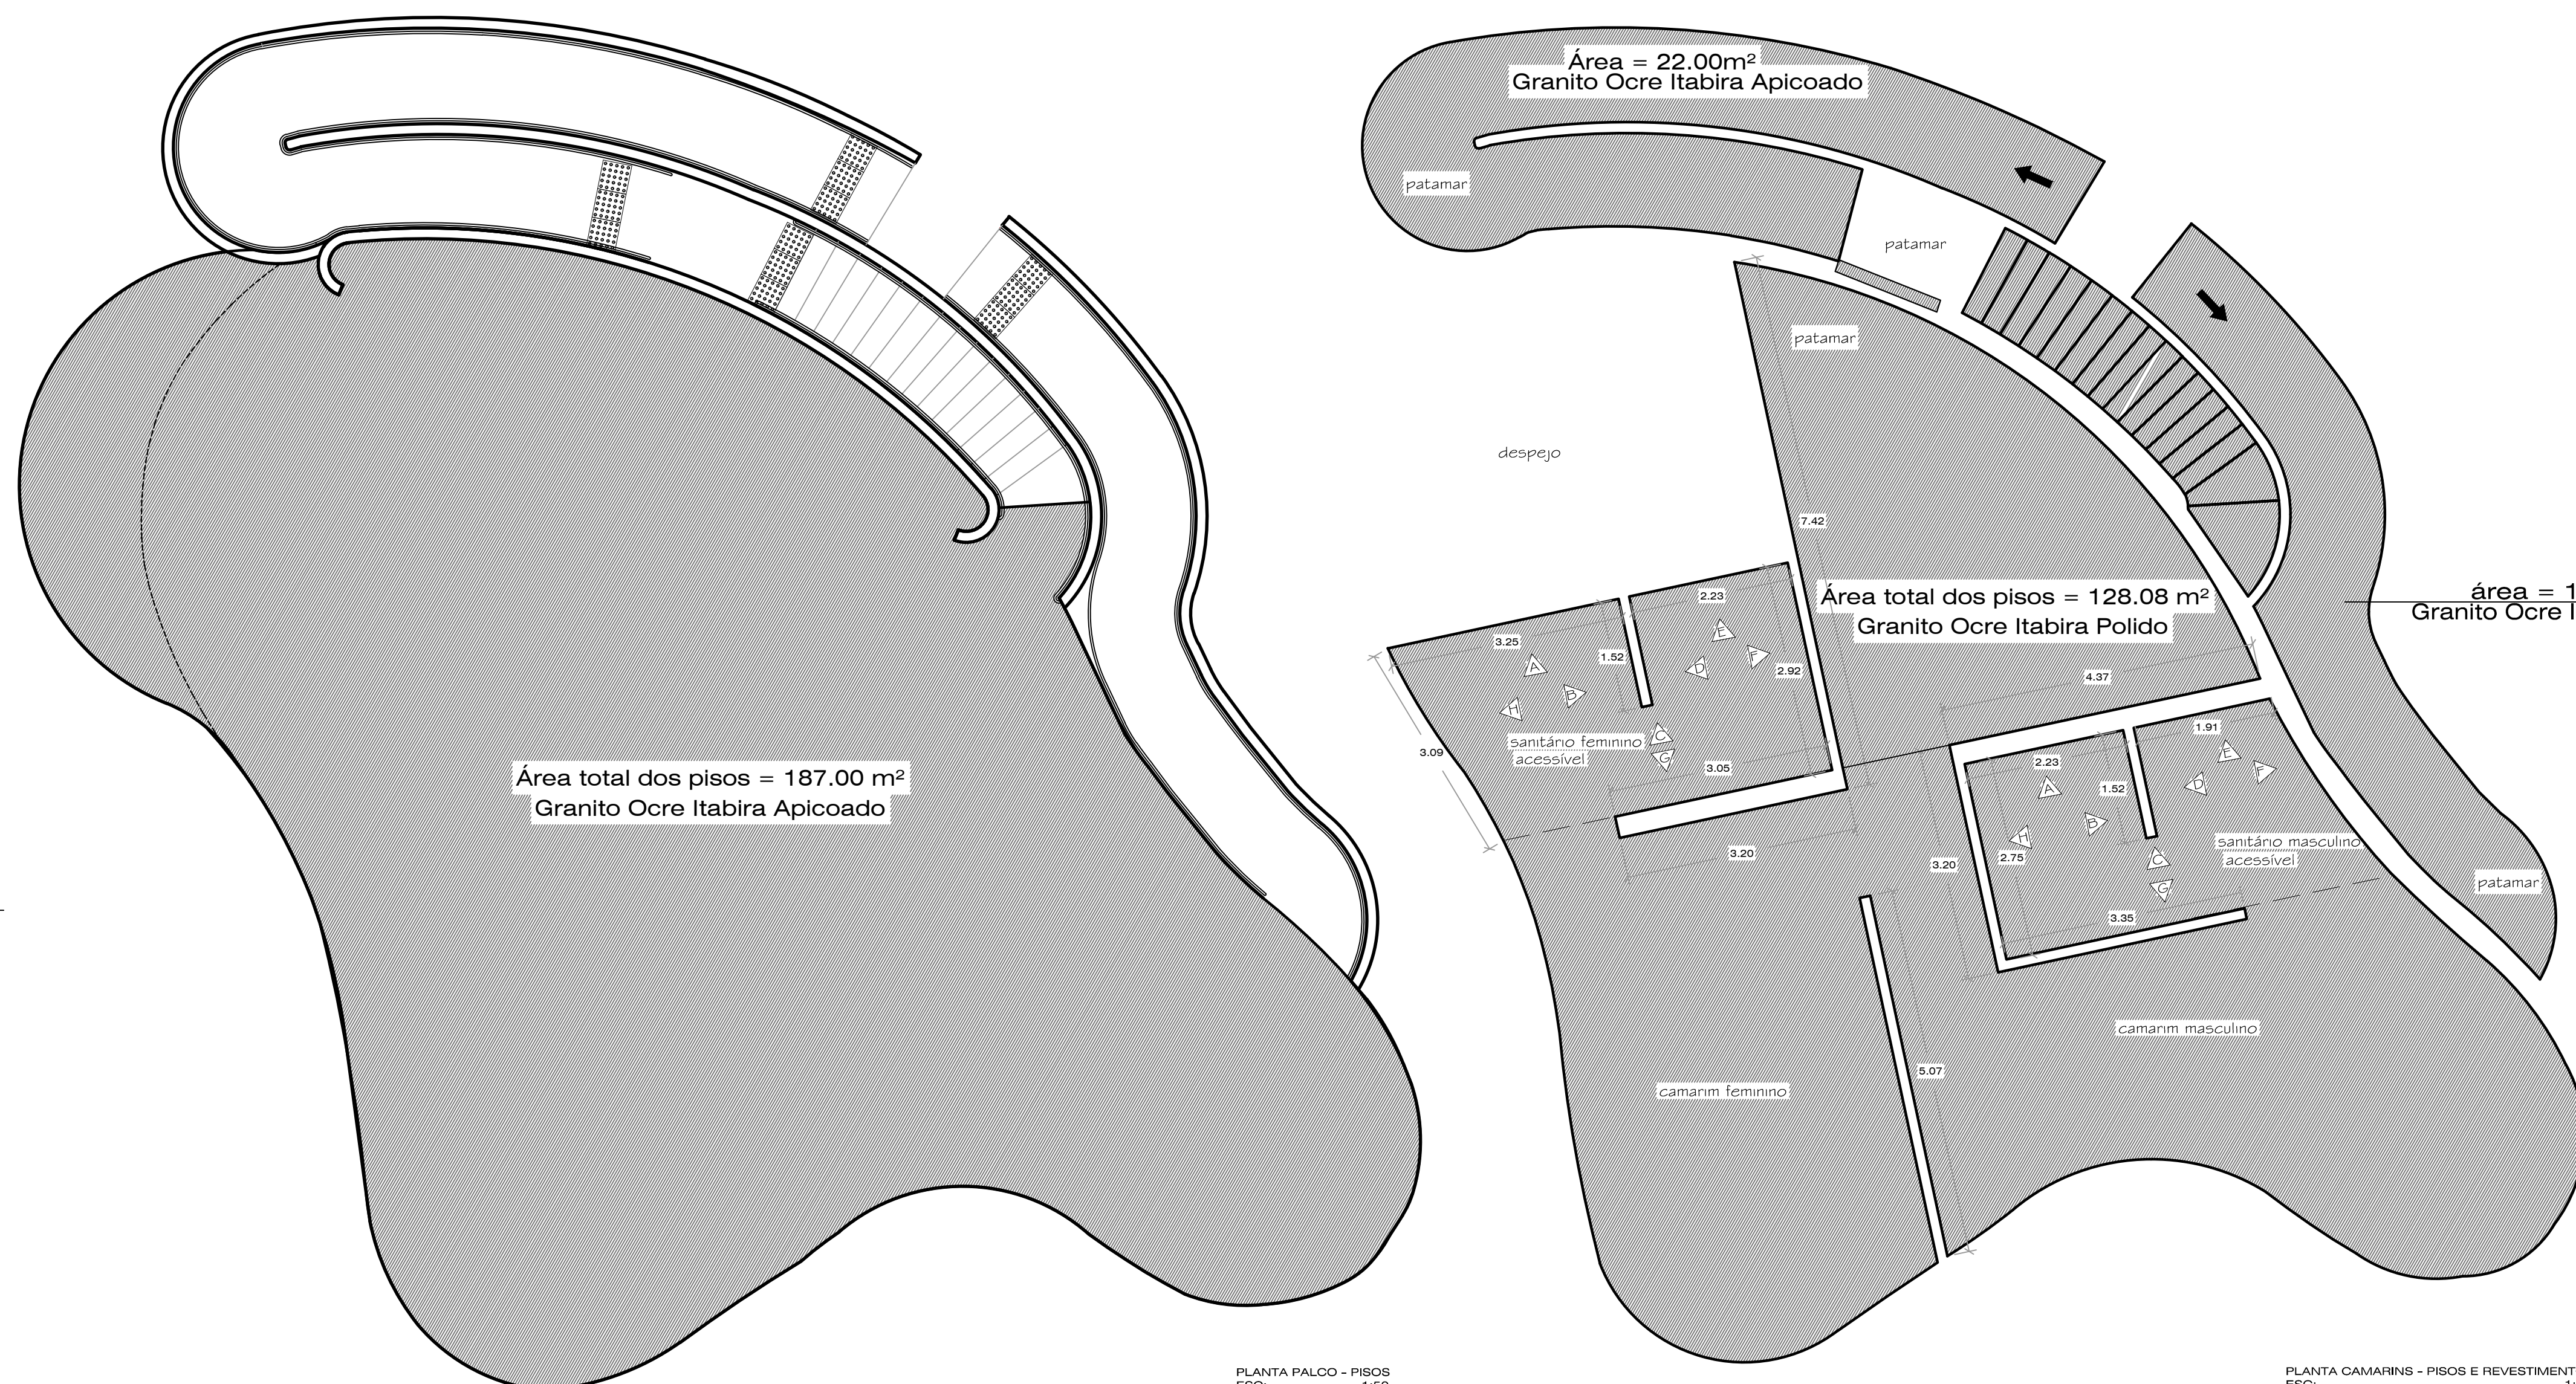 Área = 22.00m²
Granito Ocre Itabira Apicoado
patamar
patamar
patamar
despejo
7.42
Área total dos pisos = 128.08 m²
Granito Ocre Itabira Polido
área = 1
Granito Ocre I
2.23
3.25
1.52
2.92
E
D
F
A
B
H
C
G
sanitário feminino
acessível
3.09
3.05
3.20
4.37
1.91
2.23
1.52
E
D
F
A
B
H
C
G
2.75
3.20
3.35
sanitário masculino
acessível
patamar
5.07
camarim feminino
camarim masculino
Área total dos pisos = 187.00 m²
Granito Ocre Itabira Apicoado
PLANTA PALCO - PISOS
PLANTA CAMARINS - PISOS E REVESTIMENT